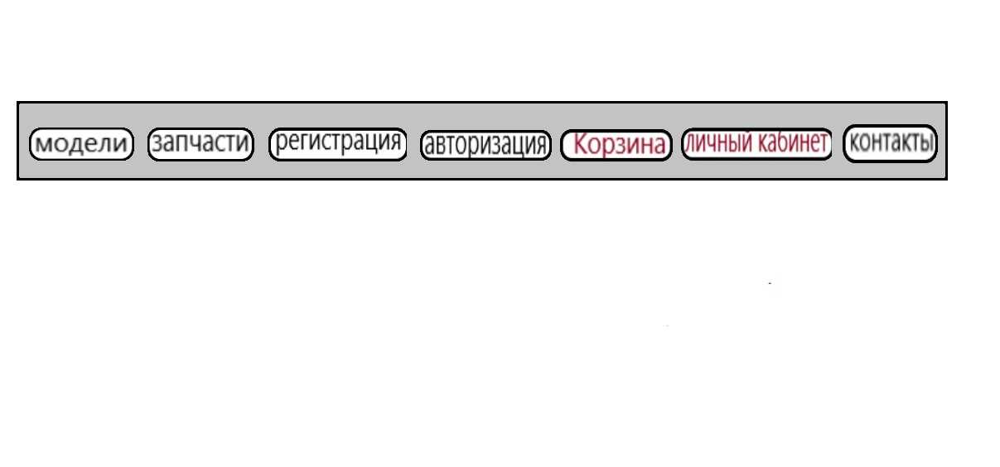 модели запчасти регистрация авторизация Корзина личный кабинет контакты